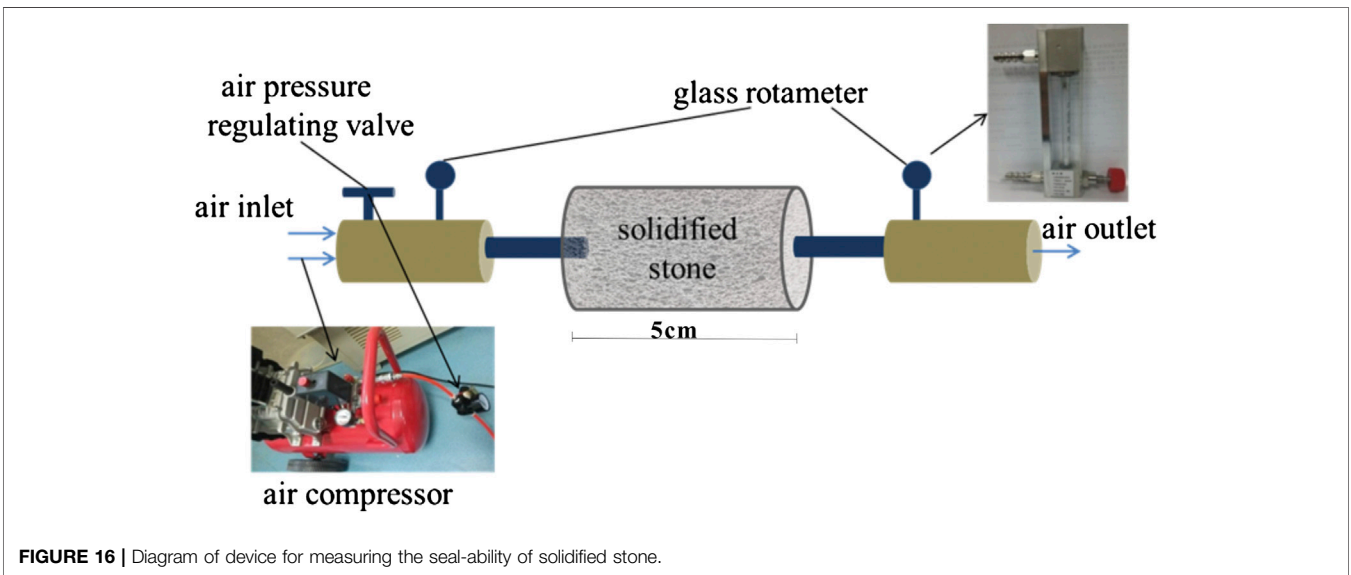 air pressure
regulating valve
glass rotameter
air inlet
solidified
stone
air outlet
5cm
air compressor
FIGURE 16 | Diagram of device for measuring the seal-ability of solidified stone.